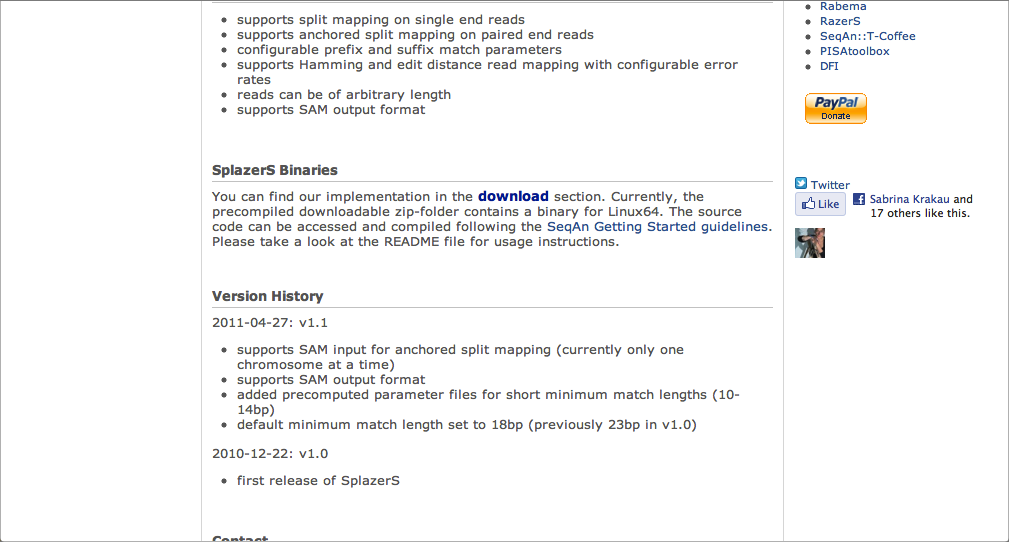 supports split mapping on single end reads
supports anchored split mapping on paired end reads
configurable prefix and suffix match parameters
supports Hamming and edit distance read mapping with configurable error
rates
reads can be of arbitrary length
supports SAM output format
SplazerS Binaries
You can find our implementation in the download section. Currently, the
precompiled downloadable zip-folder contains a binary for Linux64. The source
code can be accessed and compiled following the SeqAn Getting Started guidelines.
Please take a look at the README file for usage instructions.
Version History
2011-04-27: v1.1
supports SAM input for anchored split mapping (currently only one
chromosome at a time)
supports SAM output format
added precomputed parameter files for short minimum match lengths (10-
14bp)
default minimum match length set to 18bp (previously 23bp in v1.0)
2010-12-22: v1.0
first release of SplazerS
Contact
Rabema
RazerS
SeqAn::T-Coffee
PISAtoolbox
DFI
PayPal
Donate
Twitter
Like
Sabrina Krakau and
17 others like this.